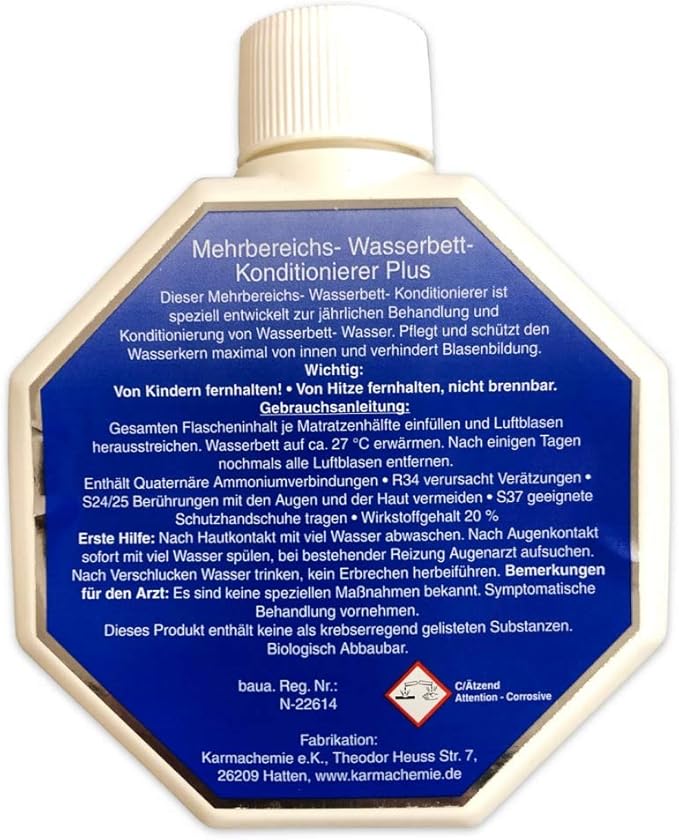 Mehrbereichs- Wasserbett-
Konditionierer Plus
Dieser Mehrbereichs- Wasserbett- Konditionierer ist
speziell entwickelt zur jährlichen Behandlung und
Konditionierung von Wasserbett- Wasser. Pflegt und schützt den
Wasserkern maximal von innen und verhindert Blasenbildung.
Wichtig:
Von Kindern fernhalten! • Von Hitze fernhalten, nicht brennbar.
Gebrauchsanleitung:
Gesamten Flascheninhalt je Matratzenhälfte einfüllen und Luftblasen
herausstreichen. Wasserbett auf ca. 27 °C erwärmen. Nach einigen Tagen
nochmals alle Luftblasen entfernen.
Enthält Quaternäre Ammoniumverbindungen • R34 verursacht Verätzungen •
S24/25 Berührungen mit den Augen und der Haut vermeiden • S37 geeignete
Schutzhandschuhe tragen • Wirkstoffgehalt 20 %
Erste Hilfe: Nach Hautkontakt mit viel Wasser abwaschen. Nach Augenkontakt
sofort mit viel Wasser spülen, bei bestehender Reizung Augenarzt aufsuchen.
Nach Verschlucken Wasser trinken, kein Erbrechen herbeiführen. Bemerkungen
für den Arzt: Es sind keine speziellen Maßnahmen bekannt. Symptomatische
Behandlung vornehmen.
Dieses Produkt enthält keine als krebserregend gelisteten Substanzen.
Biologisch Abbaubar.
baua. Reg. Nr.:
N-22614
C/Ätzend
Attention - Corrosive
Fabrikation:
Karmachemie e.K., Theodor Heuss Str. 7,
26209 Hatten, www.karmachemie.de